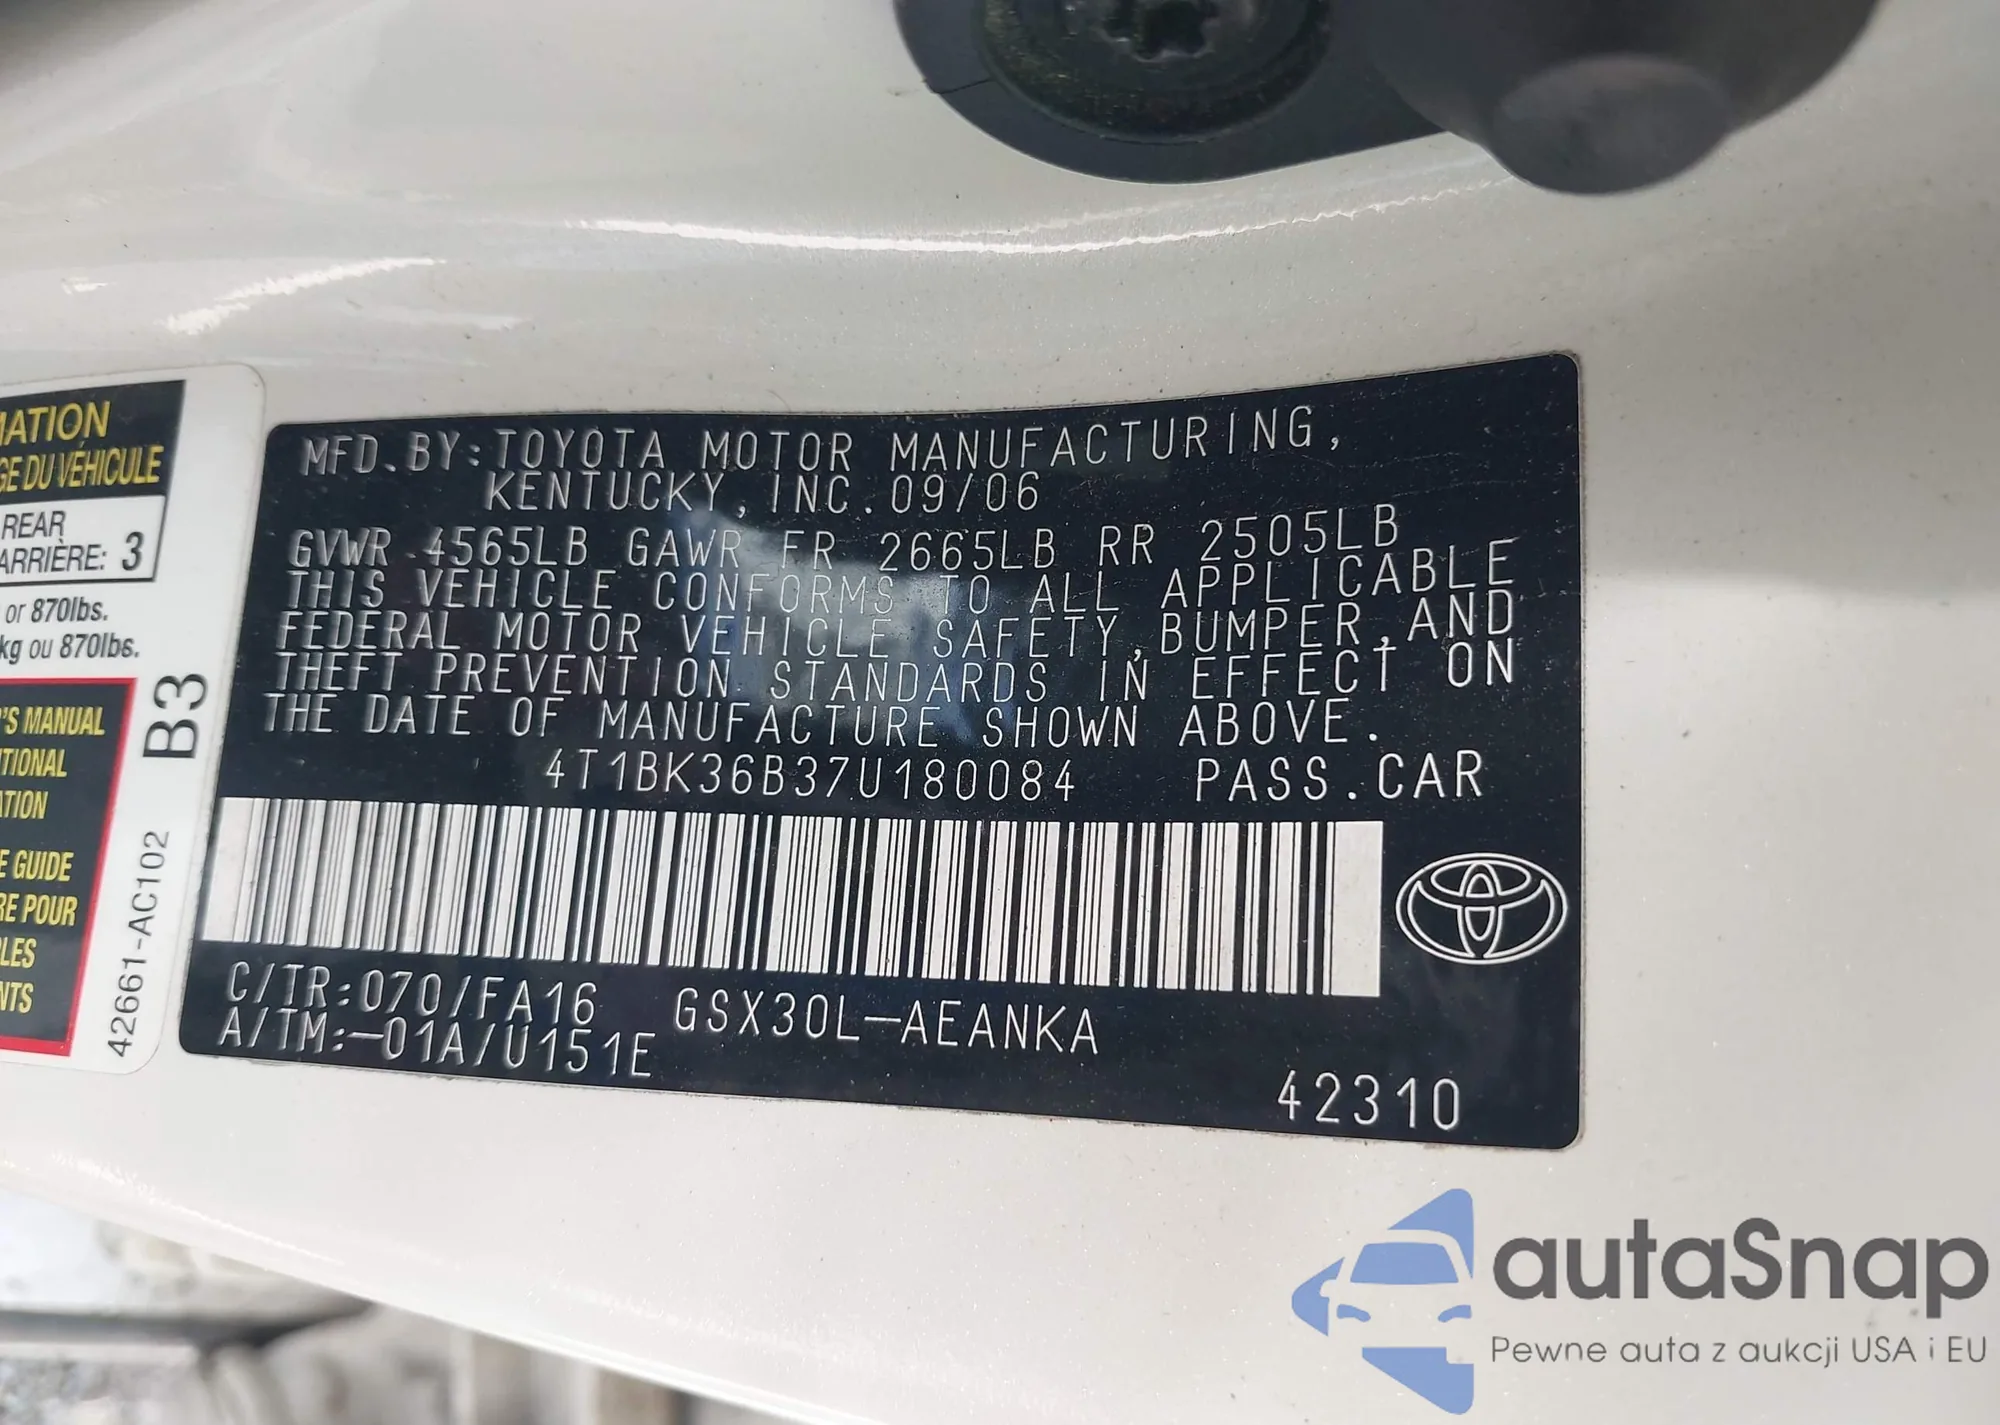 MFD.BY:TOYOTA MOTOR MANUFACTURING,
KENTUCKY, INC.09/06
GVWR 4565LB GAWR FR 2665LB RR 2505LB
THIS VEHICLE CONFORMS TO ALL APPLICABLE
FEDERAL MOTOR VEHICLE SAFETY,BUMPER,AND
THEFT PREVENTION STANDARDS IN EFFECT ON
THE DATE OF MANUFACTURE SHOWN ABOVE.
4T1BK36B37U180084 PASS.CAR
C/TR:070/FA16 GSX30L-AEANKA
A/TM:-01A/U151E
42310
MATION
GE DU VÉHICULE
REAR
ARRIÈRE: 3
or 870lbs.
kg ou 870lbs.
'S MANUAL
ITIONAL
ATION
E GUIDE
RE POUR
LES
NTS
B3
42661-AC102
autaSnap
Pewne auta z aukcji USA i EU